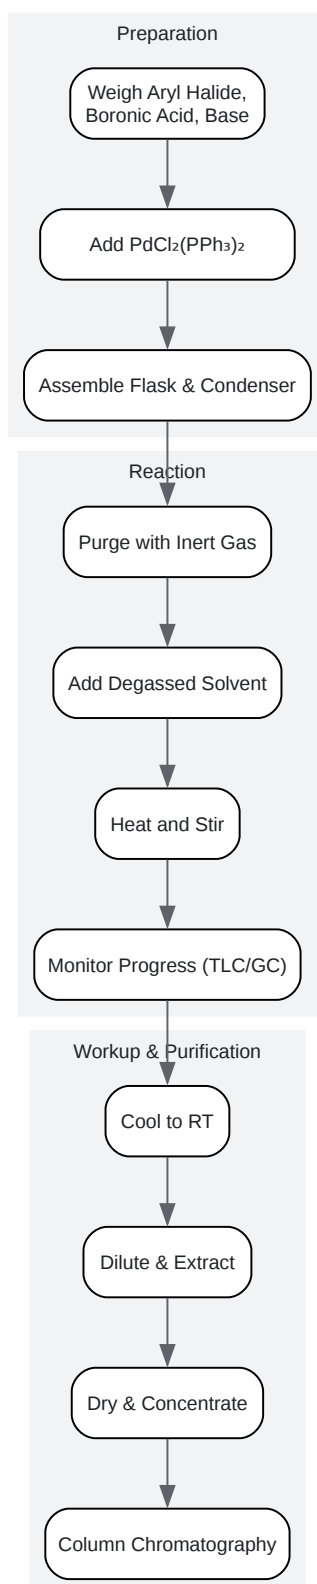 Preparation
Weigh Aryl Halide,
Boronic Acid, Base
Add PdCl₂(PPh₃)₂
Assemble Flask & Condenser
Reaction
Purge with Inert Gas
Add Degassed Solvent
Heat and Stir
Monitor Progress (TLC/GC)
Workup & Purification
Cool to RT
Dilute & Extract
Dry & Concentrate
Column Chromatography